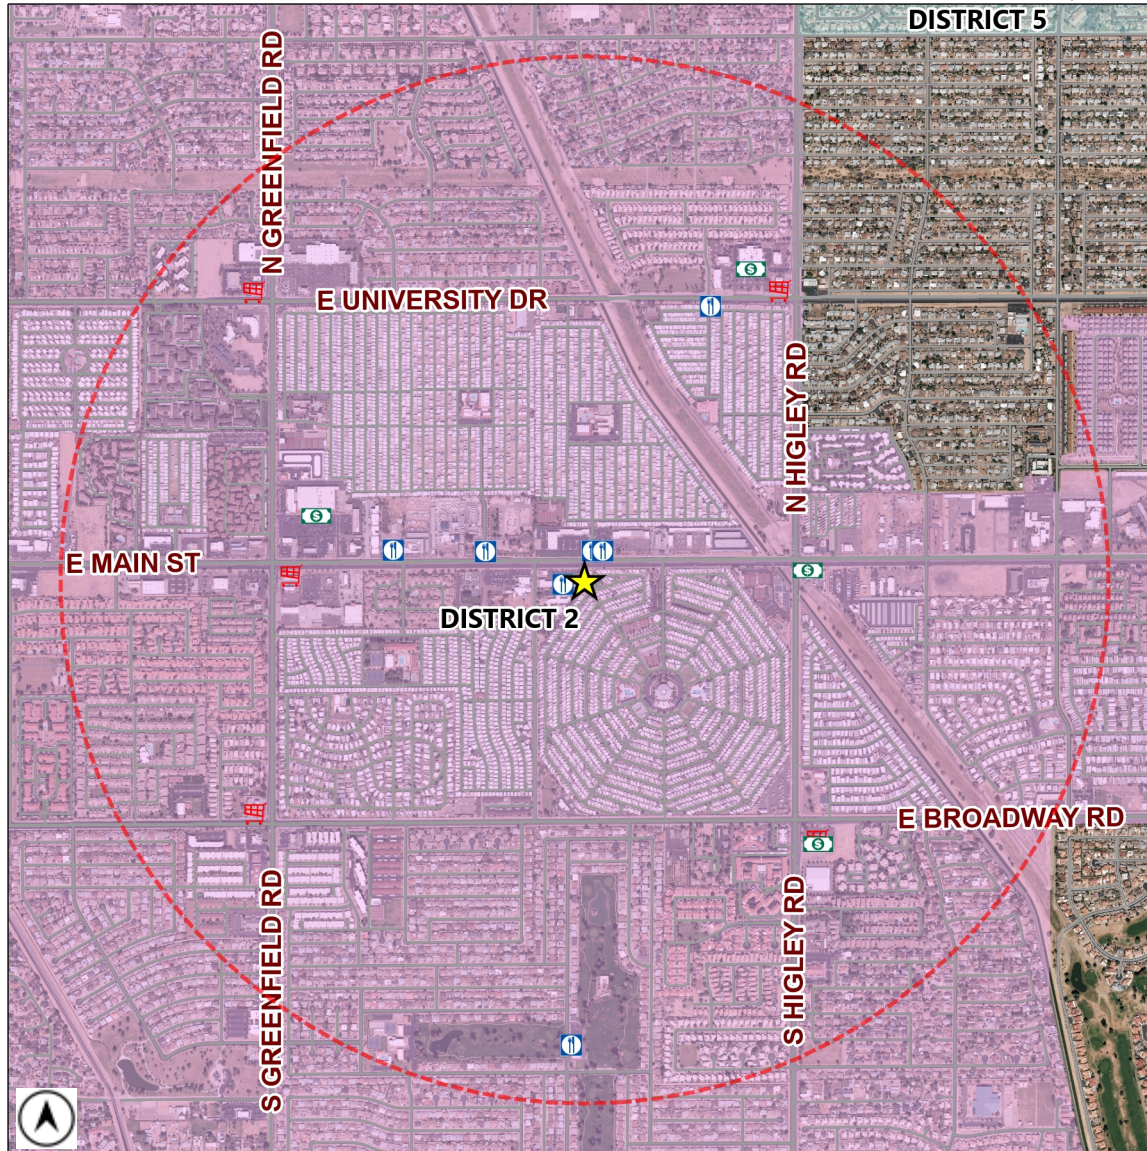 DISTRICT 5
N GREENFIELD RD
E UNIVERSITY DR
N HIGLEY RD
E MAIN ST
DISTRICT 2
E BROADWAY RD
S GREENFIELD RD
S HIGLEY RD